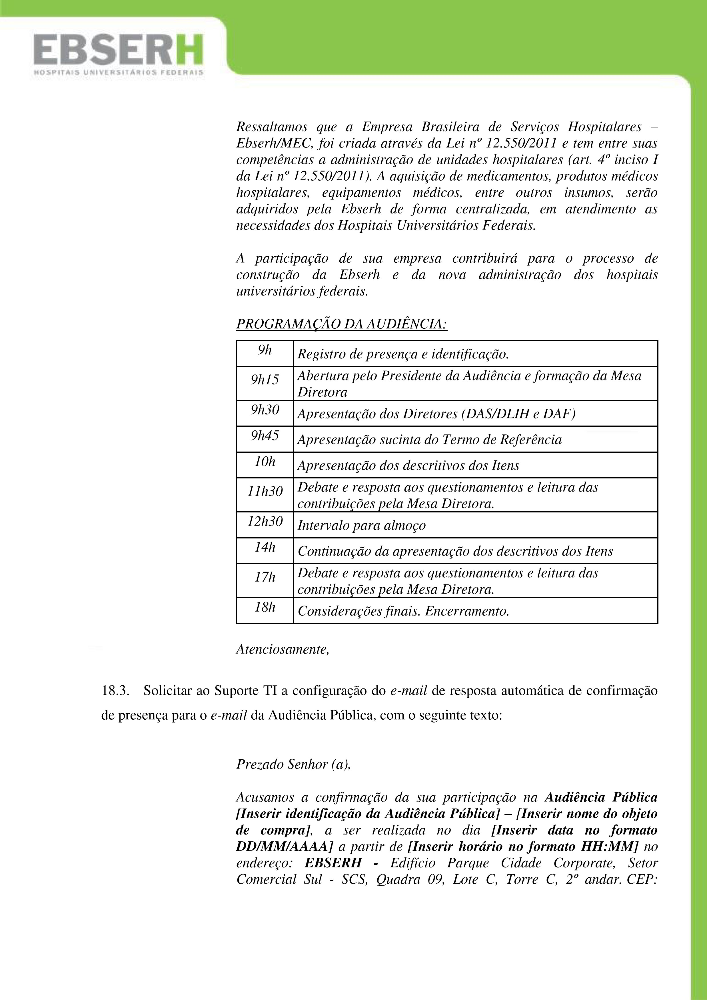 EBSERH
HOSPITAIS UNIVERSITÁRIOS FEDERAIS
Ressaltamos que a Empresa Brasileira de Serviços Hospitalares –
Ebserh/MEC, foi criada através da Lei nº 12.550/2011 e tem entre suas
competências a administração de unidades hospitalares (art. 4º inciso I
da Lei nº 12.550/2011). A aquisição de medicamentos, produtos médicos
hospitalares, equipamentos médicos, entre outros insumos, serão
adquiridos pela Ebserh de forma centralizada, em atendimento as
necessidades dos Hospitais Universitários Federais.
A participação de sua empresa contribuirá para o processo de
construção da Ebserh e da nova administração dos hospitais
universitários federais.
PROGRAMAÇÃO DA AUDIÊNCIA:
9h Registro de presença e identificação.
9h15 Abertura pelo Presidente da Audiência e formação da Mesa
Diretora
9h30 Apresentação dos Diretores (DAS/DLIH e DAF)
9h45 Apresentação sucinta do Termo de Referência
10h Apresentação dos descritivos dos Itens
11h30 Debate e resposta aos questionamentos e leitura das
contribuições pela Mesa Diretora.
12h30 Intervalo para almoço
14h Continuação da apresentação dos descritivos dos Itens
17h Debate e resposta aos questionamentos e leitura das
contribuições pela Mesa Diretora.
18h Considerações finais. Encerramento.
Atenciosamente,
18.3. Solicitar ao Suporte TI a configuração do e-mail de resposta automática de confirmação
de presença para o e-mail da Audiência Pública, com o seguinte texto:
Prezado Senhor (a),
Acusamos a confirmação da sua participação na Audiência Pública
[Inserir identificação da Audiência Pública] – [Inserir nome do objeto
de compra], a ser realizada no dia [Inserir data no formato
DD/MM/AAAA] a partir de [Inserir horário no formato HH:MM] no
endereço: EBSERH - Edifício Parque Cidade Corporate, Setor
Comercial Sul - SCS, Quadra 09, Lote C, Torre C, 2º andar. CEP: